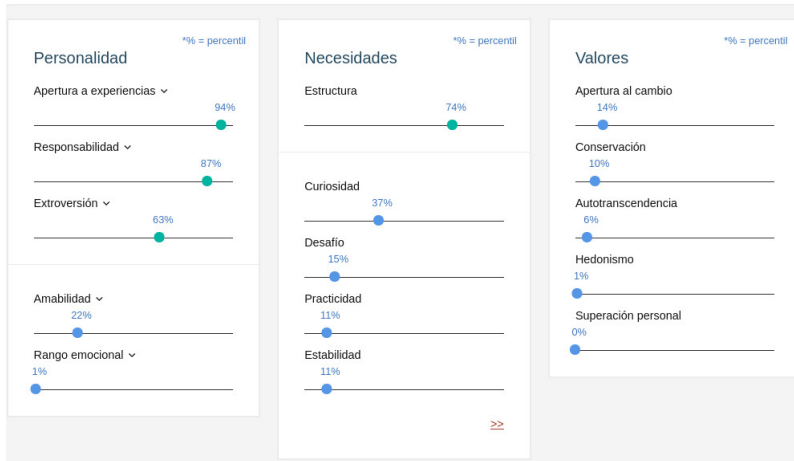 *% = percentil
Personalidad
Apertura a experiencias
94%
Responsabilidad
87%
Extroversión
63%
Amabilidad
22%
Rango emocional
1%
*% = percentil
Necesidades
Estructura
74%
Curiosidad
37%
Desafío
15%
Practicidad
11%
Estabilidad
11%
>>
*% = percentil
Valores
Apertura al cambio
14%
Conservación
10%
Autotranscendencia
6%
Hedonismo
1%
Superación personal
0%